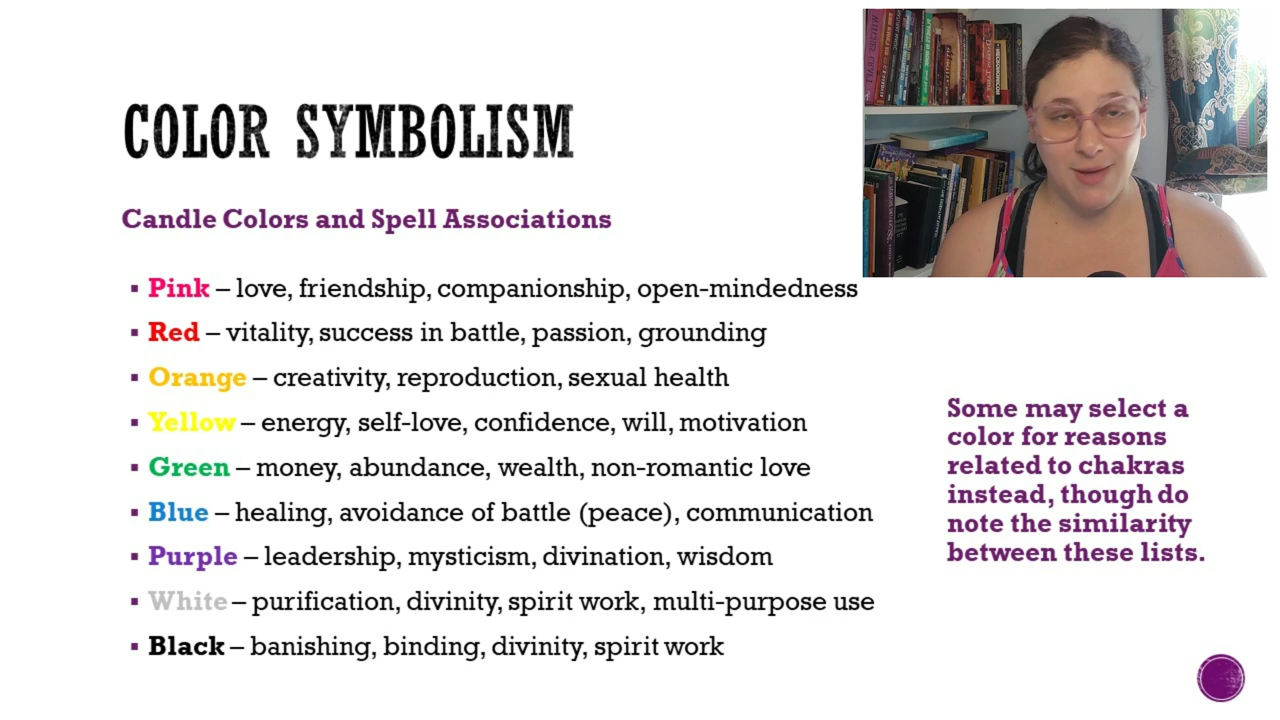 COLOR SYMBOLISM
Candle Colors and Spell Associations
Pink – love, friendship, companionship, open-mindedness
Red – vitality, success in battle, passion, grounding
Orange – creativity, reproduction, sexual health
Yellow – energy, self-love, confidence, will, motivation
Green – money, abundance, wealth, non-romantic love
Blue – healing, avoidance of battle (peace), communication
Purple – leadership, mysticism, divination, wisdom
White – purification, divinity, spirit work, multi-purpose use
Black – banishing, binding, divinity, spirit work
Some may select a
color for reasons
related to chakras
instead, though do
note the similarity
between these lists.
NECRONOMICON